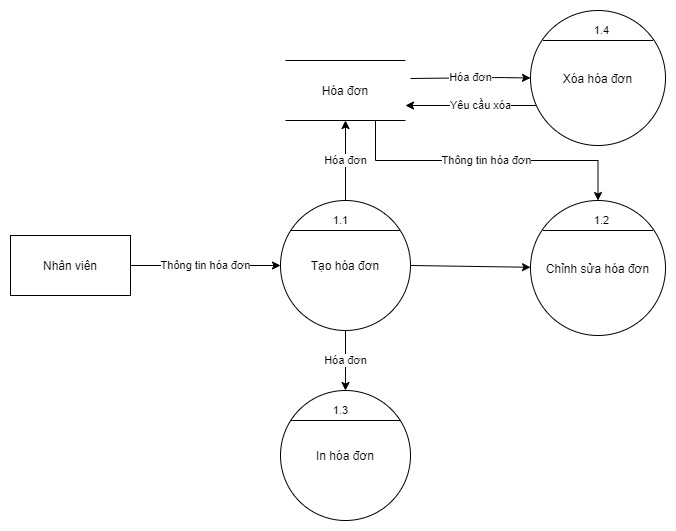 1.4
Hóa đơn
Xóa hóa đơn
Hóa đơn
Yêu cầu xóa
Hóa đơn
Thông tin hóa đơn
1.1
1.2
Nhân viên
Thông tin hóa đơn
Tạo hóa đơn
Chỉnh sửa hóa đơn
Hóa đơn
1.3
In hóa đơn